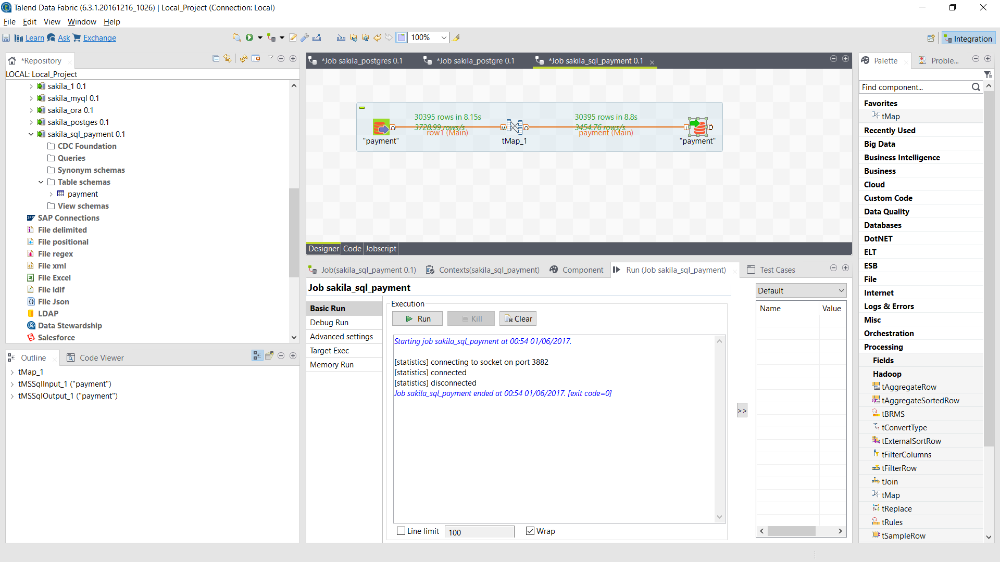 Talend Data Fabric (6.3.1.20161216_1026) | Local_Project (Connection: Local)
File Edit View Window Help
Learn Ask Exchange
100%
Integration
*Repository
LOCAL: Local_Project
sakila_1 0.1
sakila_myql 0.1
sakila_ora 0.1
sakila_postges 0.1
sakila_sql_payment 0.1
CDC Foundation
Queries
Synonym schemas
Table schemas
payment
View schemas
SAP Connections
File delimited
File positional
File regex
File xml
File Excel
File ldif
File Json
LDAP
Data Stewardship
Salesforce
Outline
Code Viewer
tMap_1
tMSSqlInput_1 ("payment")
tMSSqlOutput_1 ("payment")
*Job sakila_postgres 0.1
*Job sakila_postgre 0.1
*Job sakila_sql_payment 0.1
30395 rows in 8.15s
3728.99 rows/s
row1 (Main)
30395 rows in 8.8s
3454.76 rows/s
payment (Main)
"payment"
tMap_1
"payment"
Designer Code Jobscript
Job(sakila_sql_payment 0.1)
Contexts(sakila_sql_payment)
Component
Run (Job sakila_sql_payment)
Test Cases
Job sakila_sql_payment
Basic Run
Debug Run
Advanced settings
Target Exec
Memory Run
Execution
Run
Kill
Clear
Starting job sakila_sql_payment at 00:54 01/06/2017.
[statistics] connecting to socket on port 3882
[statistics] connected
[statistics] disconnected
Job sakila_sql_payment ended at 00:54 01/06/2017. [exit code=0]
Line limit
100
Wrap
>>
Default
Name Value
Palette
Proble...
Find component...
Favorites
tMap
Recently Used
Big Data
Business Intelligence
Business
Cloud
Custom Code
Data Quality
Databases
DotNET
ELT
ESB
File
Internet
Logs & Errors
Misc
Orchestration
Processing
Fields
Hadoop
tAggregateRow
tAggregateSortedRow
tBRMS
tConvertType
tExternalSortRow
tFilterColumns
tFilterRow
tJoin
tMap
tReplace
tRules
tSampleRow